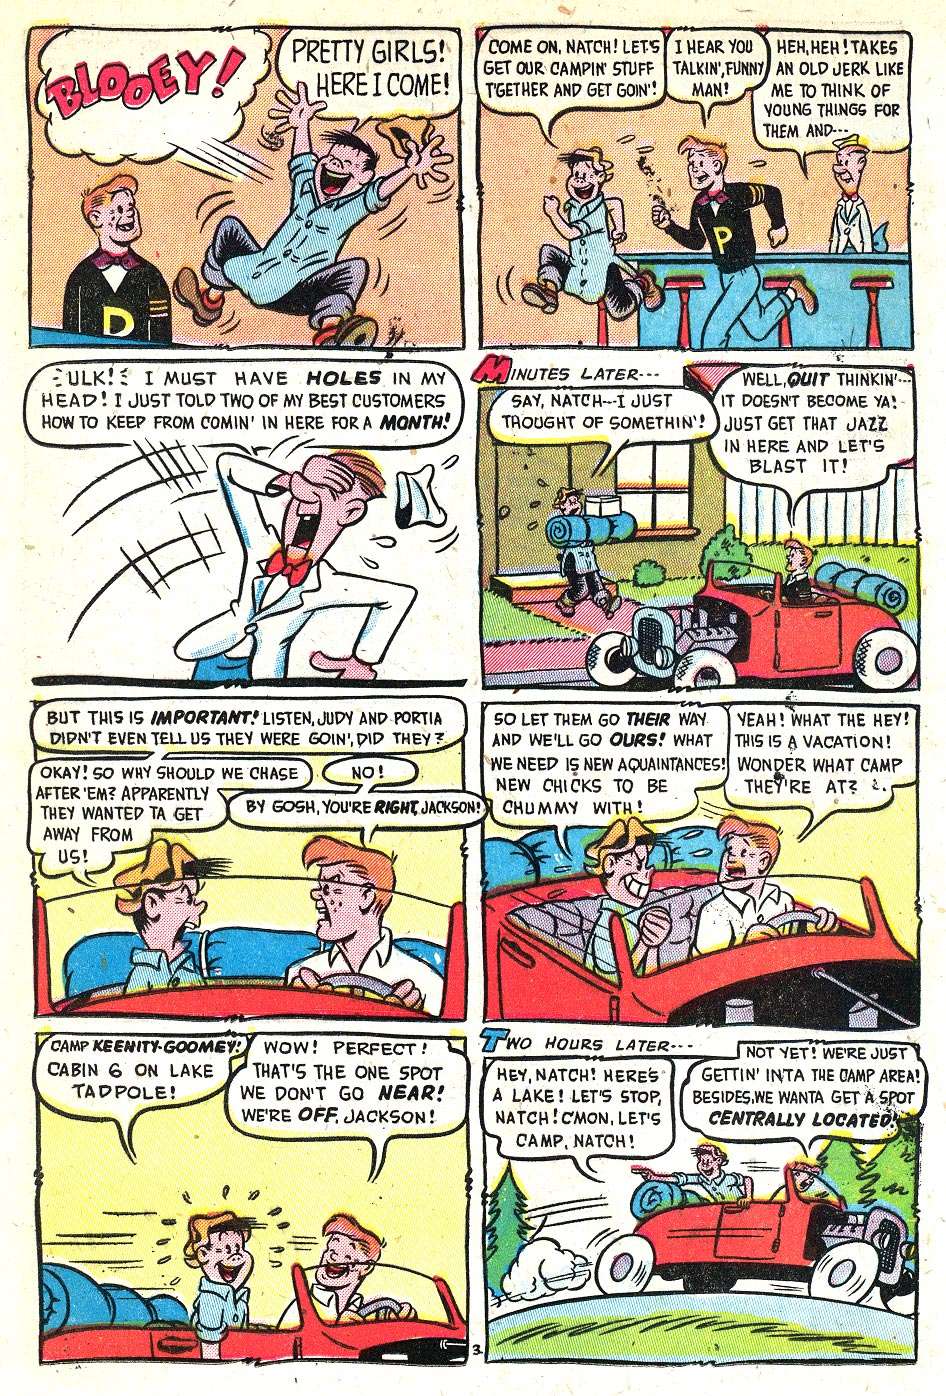 BLOOEY!
PRETTY GIRLS!
HERE I COME!
D
COME ON, NATCH! LET'S
GET OUR CAMPIN' STUFF
T'GETHER AND GET GOIN'!
I HEAR YOU
TALKIN', FUNNY
MAN!
HEH, HEH! TAKES
AN OLD JERK LIKE
ME TO THINK OF
YOUNG THINGS FOR
THEM AND---
P
ULK! I MUST HAVE HOLES IN MY
HEAD! I JUST TOLD TWO OF MY BEST CUSTOMERS
HOW TO KEEP FROM COMIN' IN HERE FOR A MONTH!
MINUTES LATER---
SAY, NATCH--I JUST
THOUGHT OF SOMETHIN'!
WELL, QUIT THINKIN'---
IT DOESN'T BECOME YA!
JUST GET THAT JAZZ
IN HERE AND LET'S
BLAST IT!
BUT THIS IS IMPORTANT! LISTEN, JUDY AND PORTIA
DIDN'T EVEN TELL US THEY WERE GOIN', DID THEY?
NO!
OKAY! SO WHY SHOULD WE CHASE
AFTER 'EM? APPARENTLY
THEY WANTED TA GET
AWAY FROM
US!
BY GOSH, YOU'RE RIGHT, JACKSON!
SO LET THEM GO THEIR WAY
AND WE'LL GO OURS! WHAT
WE NEED IS NEW AQUAINTANCES!
NEW CHICKS TO BE
CHUMMY WITH!
YEAH! WHAT THE HEY!
THIS IS A VACATION!
WONDER WHAT CAMP
THEY'RE AT?
CAMP KEENITY-GOOMEY!
CABIN 6 ON LAKE
TADPOLE!
WOW! PERFECT!
THAT'S THE ONE SPOT
WE DON'T GO NEAR!
WE'RE OFF, JACKSON!
TWO HOURS LATER---
HEY, NATCH! HERE'S
A LAKE! LET'S STOP,
NATCH! C'MON, LET'S
CAMP, NATCH!
NOT YET! WE'RE JUST
GETTIN' INTA THE CAMP AREA!
BESIDES, WE WANTA GET A SPOT
CENTRALLY LOCATED!
3